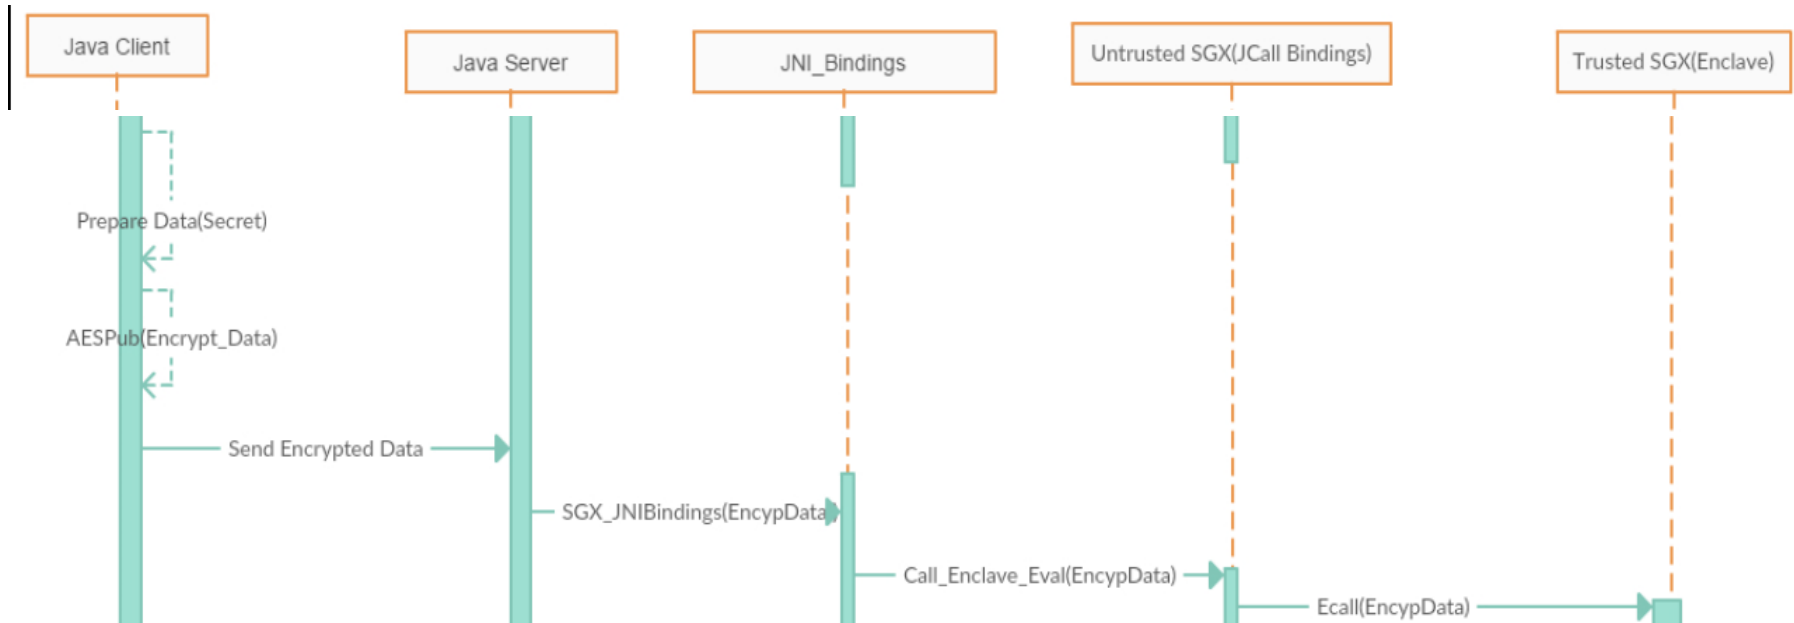 Java Client
Java Server
JNI_Bindings
Untrusted SGX(JCall Bindings)
Trusted SGX(Enclave)
Prepare Data(Secret)
AESPub(Encrypt_Data)
Send Encrypted Data
SGX_JNIBindings(EncypData)
Call_Enclave_Eval(EncypData)
Ecall(EncypData)